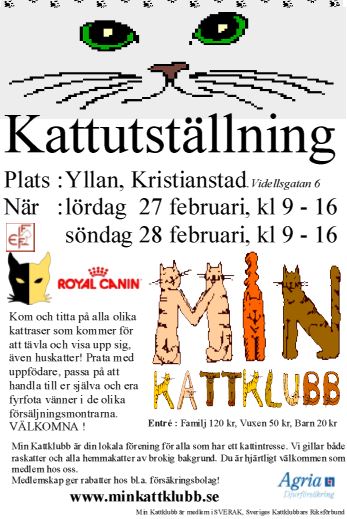 Kattutställning
Plats : Yllan, Kristianstad. Videllsgatan 6
När : lördag 27 februari, kl 9 - 16
söndag 28 februari, kl 9 - 16
ROYAL CANIN
Kom och titta på alla olika
kattraser som kommer för
att tävla och visa upp sig,
även huskatter! Prata med
uppfödare, passa på att
handla till er själva och era
fyrfota vänner i de olika
försäljningsmontrarna.
VÄLKOMNA !
MIN
KATTKLUBB
Entré : Familj 120 kr, Vuxen 50 kr, Barn 20 kr
Min Kattklubb är din lokala förening för alla som har ett kattintresse. Vi gillar både
raskatter och alla hemmakatter av brokig bakgrund. Du är hjärtligt välkommen som
medlem hos oss.
Medlemskap ger rabatter hos bl.a. försäkringsbolag!
Agria
Djurförsäkring
www.minkattklubb.se
Min Kattklubb är medlem i SVERAK, Sveriges Kattklubbars Riksförbund